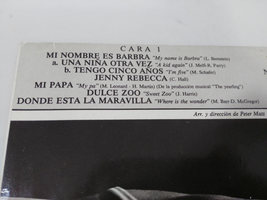 CARA 1
MI NOMBRE ES BARBRA "My name is Barbra" (L. Bernstein)
a. UNA NIÑA OTRA VEZ "A kid again" (J. Melfi R. Parry)
b. TENGO CINCO AÑOS "I'm five" (M. Schafer)
JENNY REBECCA (C. Hall)
MI PAPA "My pa" (M. Leonard - H. Martin) (De la producción musical "The yearling")
DULCE ZOO "Sweet Zoo" (J. Harris)
DONDE ESTA LA MARAVILLA "Where is the wonder" (M. Barr D. McGregor)
Arr. y dirección de Peter Matz